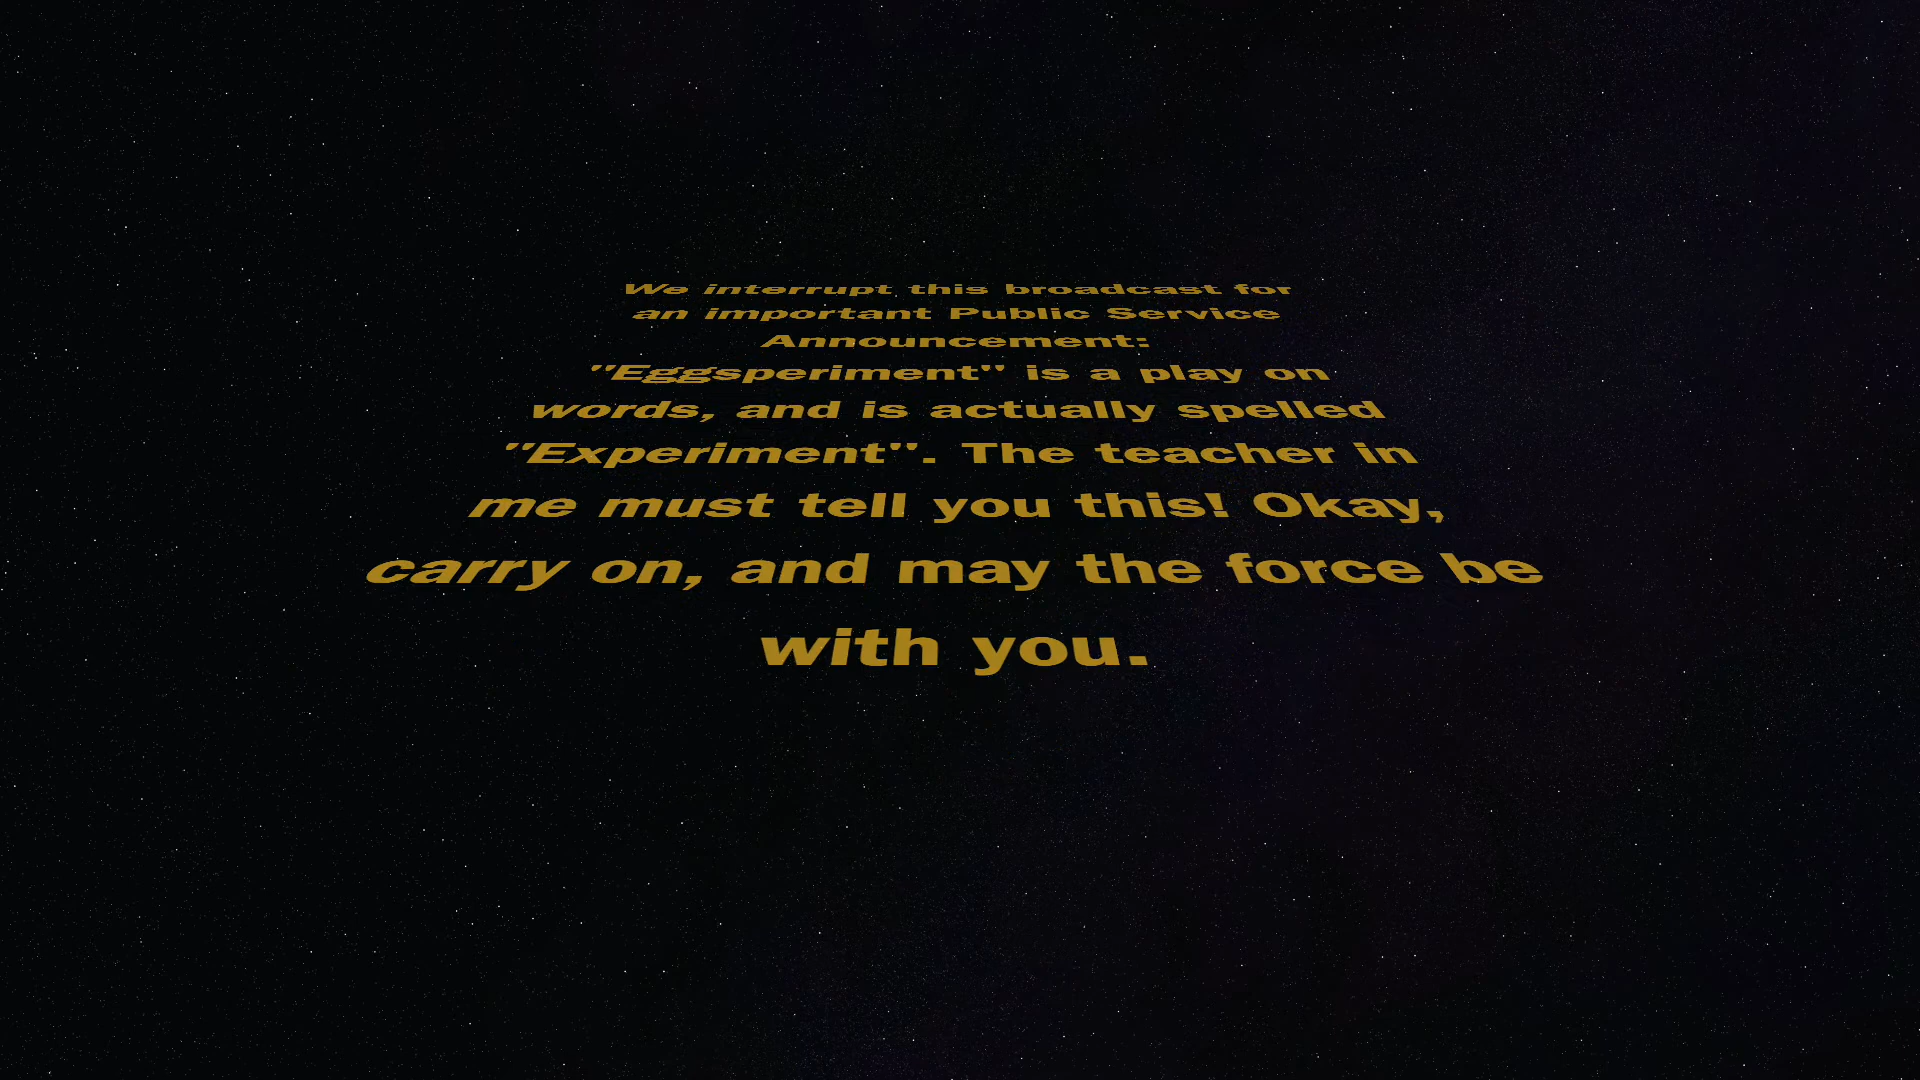 We interrupt this broadcast for
an important Public Service
Announcement:
"Eggsperiment" is a play on
words, and is actually spelled
"Experiment". The teacher in
me must tell you this! Okay,
carry on, and may the force be
with you.